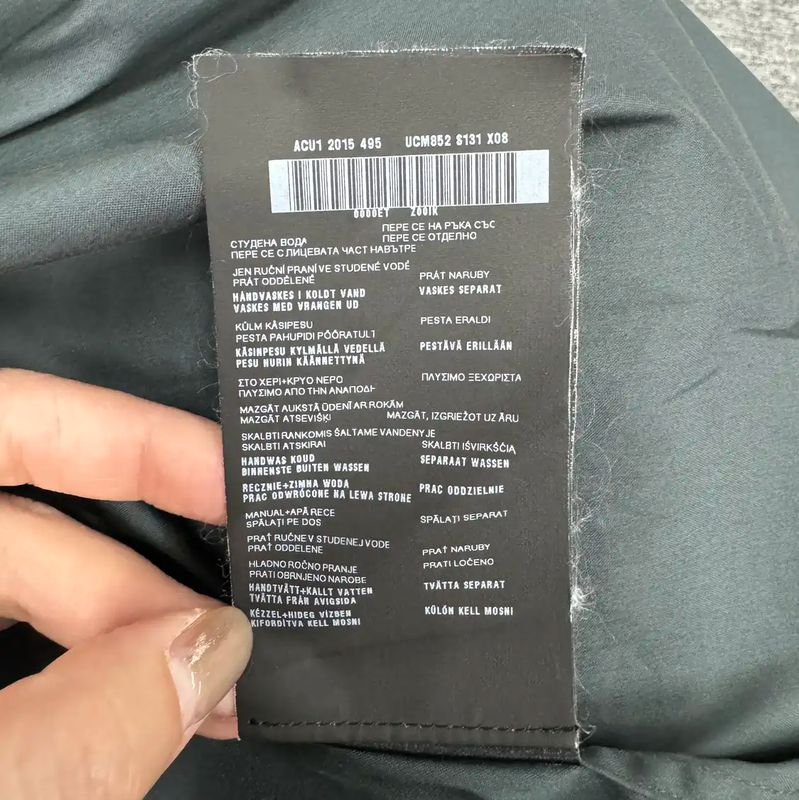 ACU1 2015 495 UCM852 S131 X08
0000ET Z00IK
ПЕРЕ СЕ НА РЪКА СЪС
СТУДЕНА ВОДА ПЕРЕ СЕ ОТДЕЛНО
ПЕРЕ СЕ С ЛИЦЕВАТА ЧАСТ НАВЪТРЕ
JEN RUČNÍ PRANÍ VE STUDENÉ VODĚ
PRÁT ODDĚLENĚ PRÁT NARUBY
HÅNDVASKES I KOLDT VAND VASKES SEPARAT
VASKES MED VRANGEN UD
KÜLM KÄSIPESU PESTA ERALDI
PESTA PAHUPIDI PÖÖRATULT
KÄSINPESU KYLMÄLLÄ VEDELLÄ PESTÄVÄ ERILLÄÄN
PESU NURIN KÄÄNNETTYNÄ
ΣΤΟ ΧΕΡΙ+ΚΡΥΟ ΝΕΡΟ ΠΛΥΣΙΜΟ ΞΕΧΩΡΙΣΤΑ
ΠΛΥΣΙΜΟ ΑΠΟ ΤΗΝ ΑΝΑΠΟΔΗ
MAZGĀT AUKSTĀ ŪDENĪ AR ROKĀM
MAZGĀT ATSEVIŠĶI MAZGĀT, IZGRIEŽOT UZ ĀRU
SKALBTI RANKOMIS ŠALTAME VANDENYJE
SKALBTI ATSKIRAI SKALBTI IŠVIRKŠČIĄ
HANDWAS KOUD SEPARAAT WASSEN
BINNENSTE BUITEN WASSEN
RECZNIE+ZIMNA WODA PRAC ODDZIELNIE
PRAC ODWRÓCONE NA LEWA STRONE
MANUAL+APĂ RECE SPĂLAŢI SEPARAT
SPĂLAŢI PE DOS
PRAŤ RUČNE V STUDENEJ VODE
PRAŤ ODDELENE PRAŤ NARUBY
HLADNO ROČNO PRANJE PRATI LOČENO
PRATI OBRNJENO NAROBE
HANDTVÄTT+KALLT VATTEN TVÄTTA SEPARAT
TVÄTTA FRÅN AVIGSIDA
KÉZZEL+HIDEG VÍZBEN KÜLÖN KELL MOSNI
KIFORDÍTVA KELL MOSNI